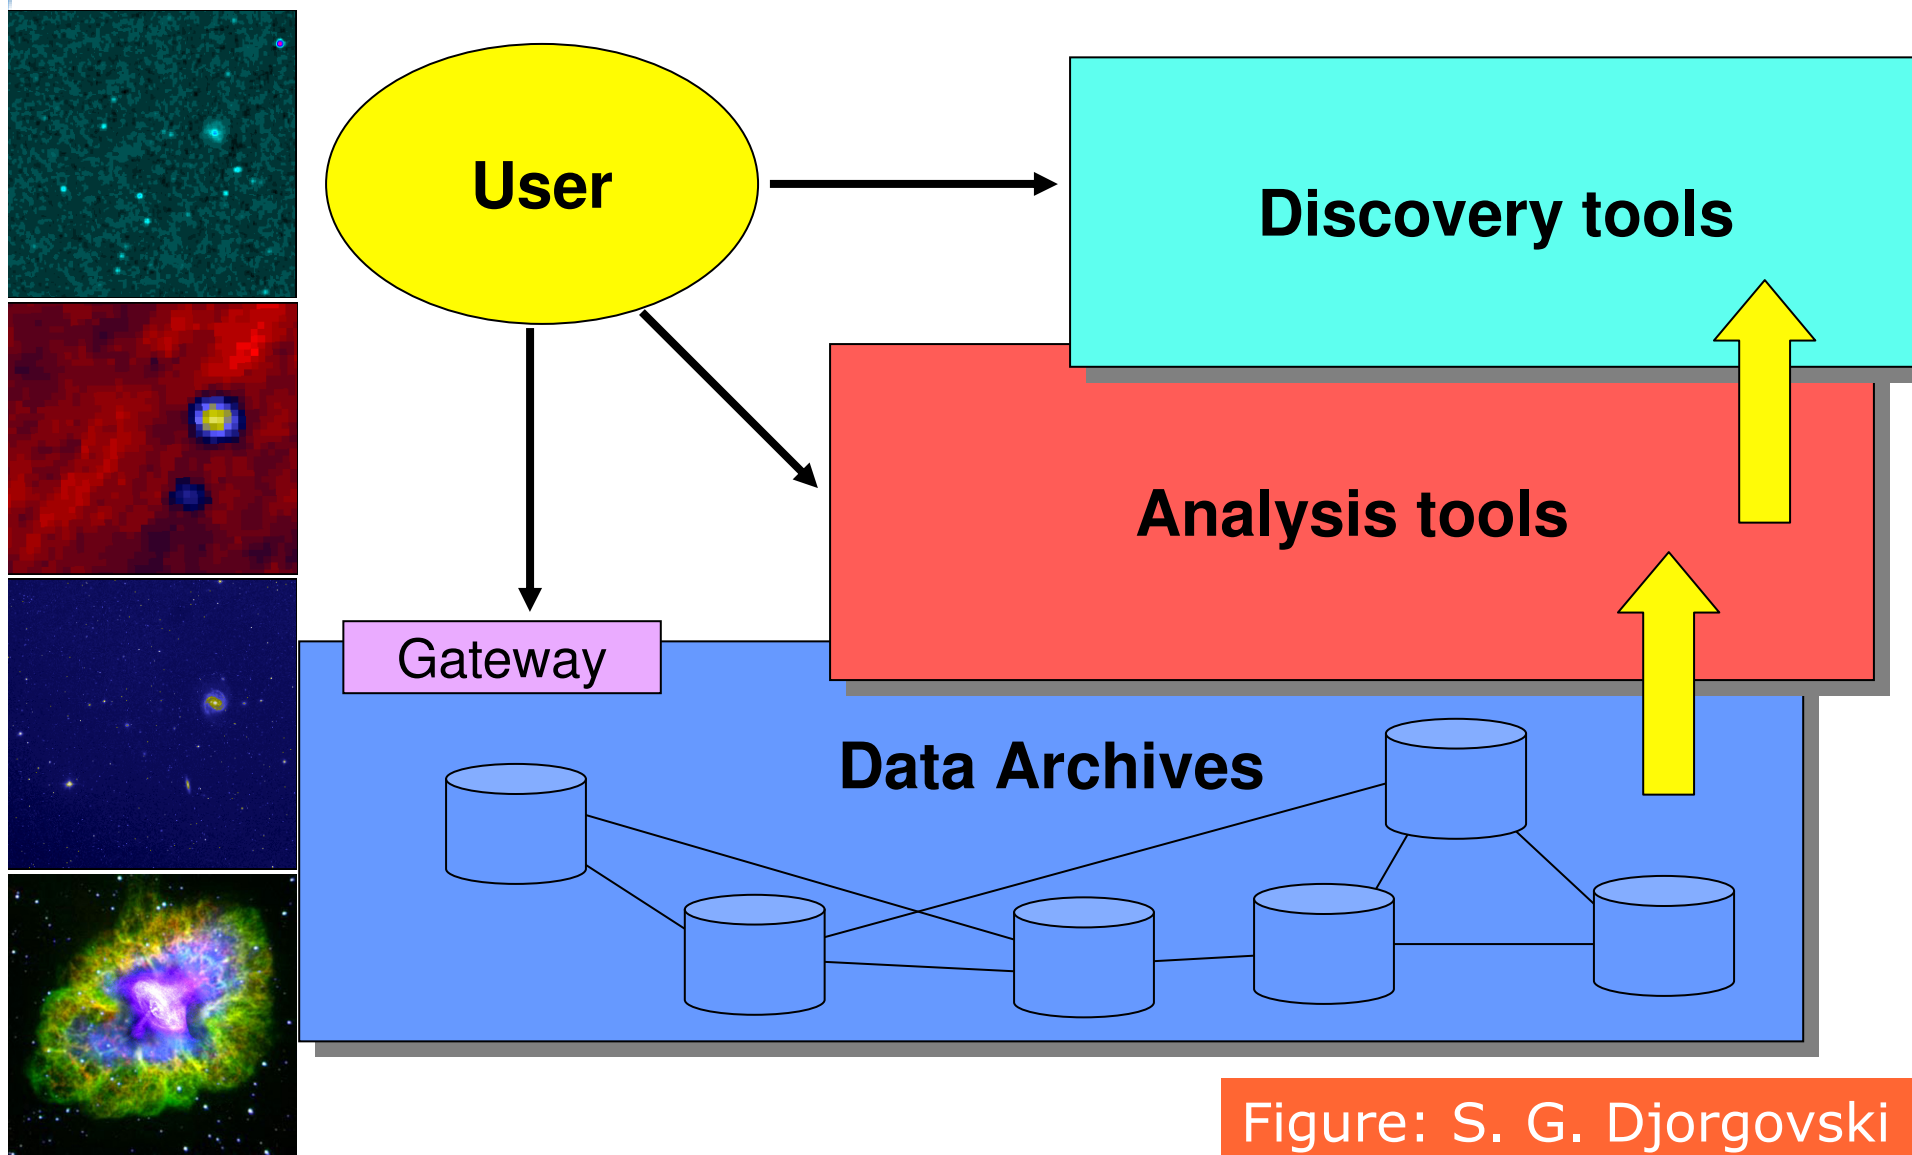 User
Discovery tools
Analysis tools
Gateway
Data Archives
Figure: S. G. Djorgovski